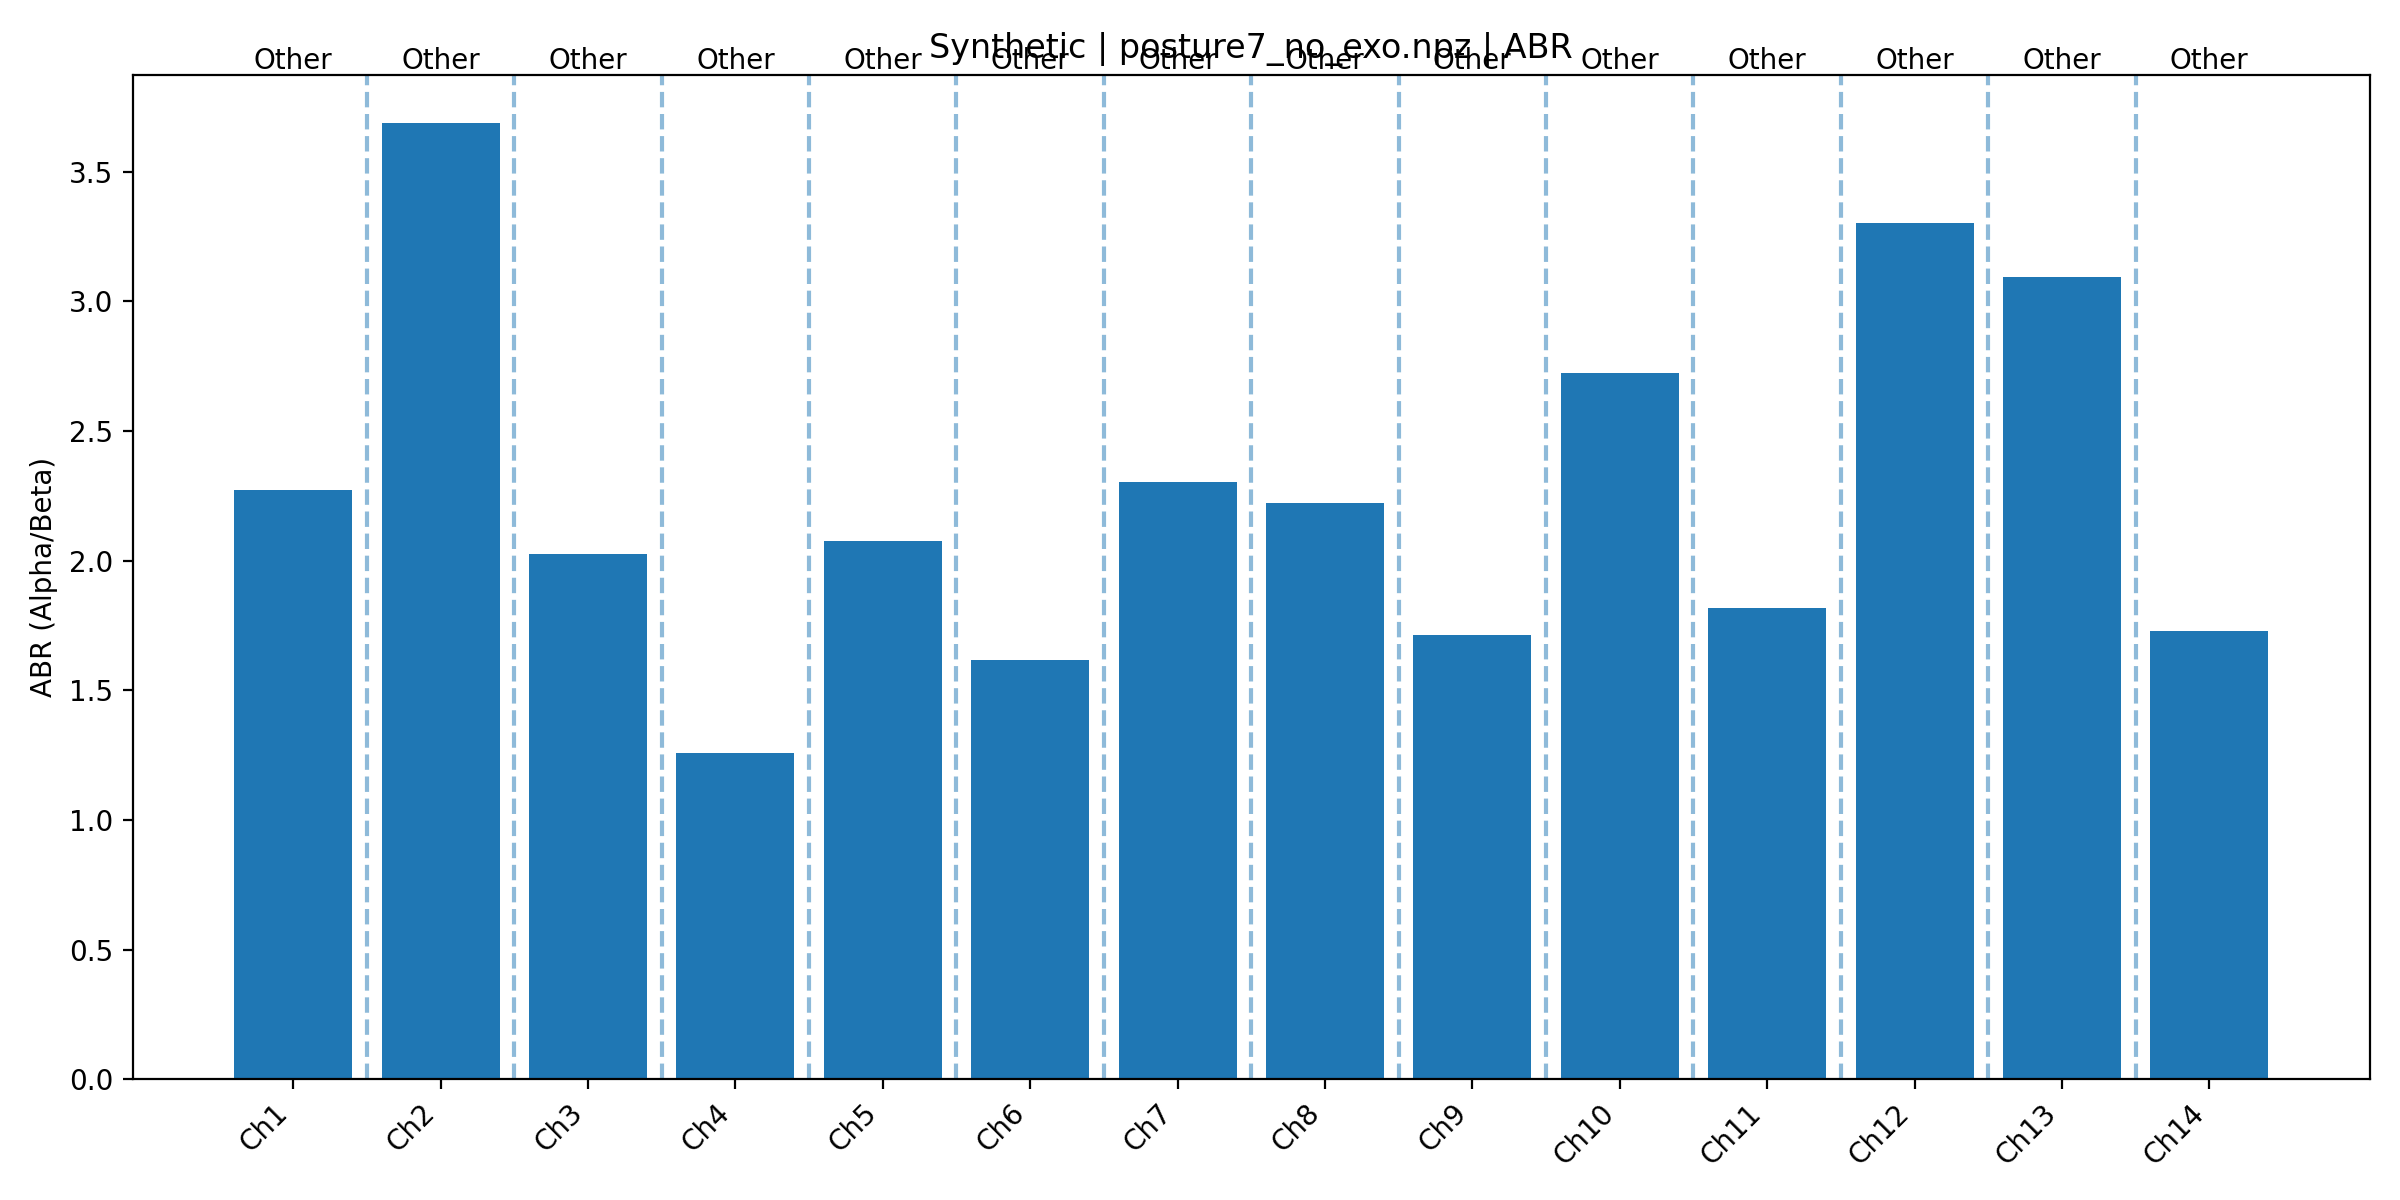 Synthetic | posture7_no_exo.npz | ABR
Other Other Other Other Other Other Other Other Other Other Other Other Other Other
3.5
3.0
2.5
2.0
1.5
1.0
0.5
0.0
ABR (Alpha/Beta)
Ch1 Ch2 Ch3 Ch4 Ch5 Ch6 Ch7 Ch8 Ch9 Ch10 Ch11 Ch12 Ch13 Ch14